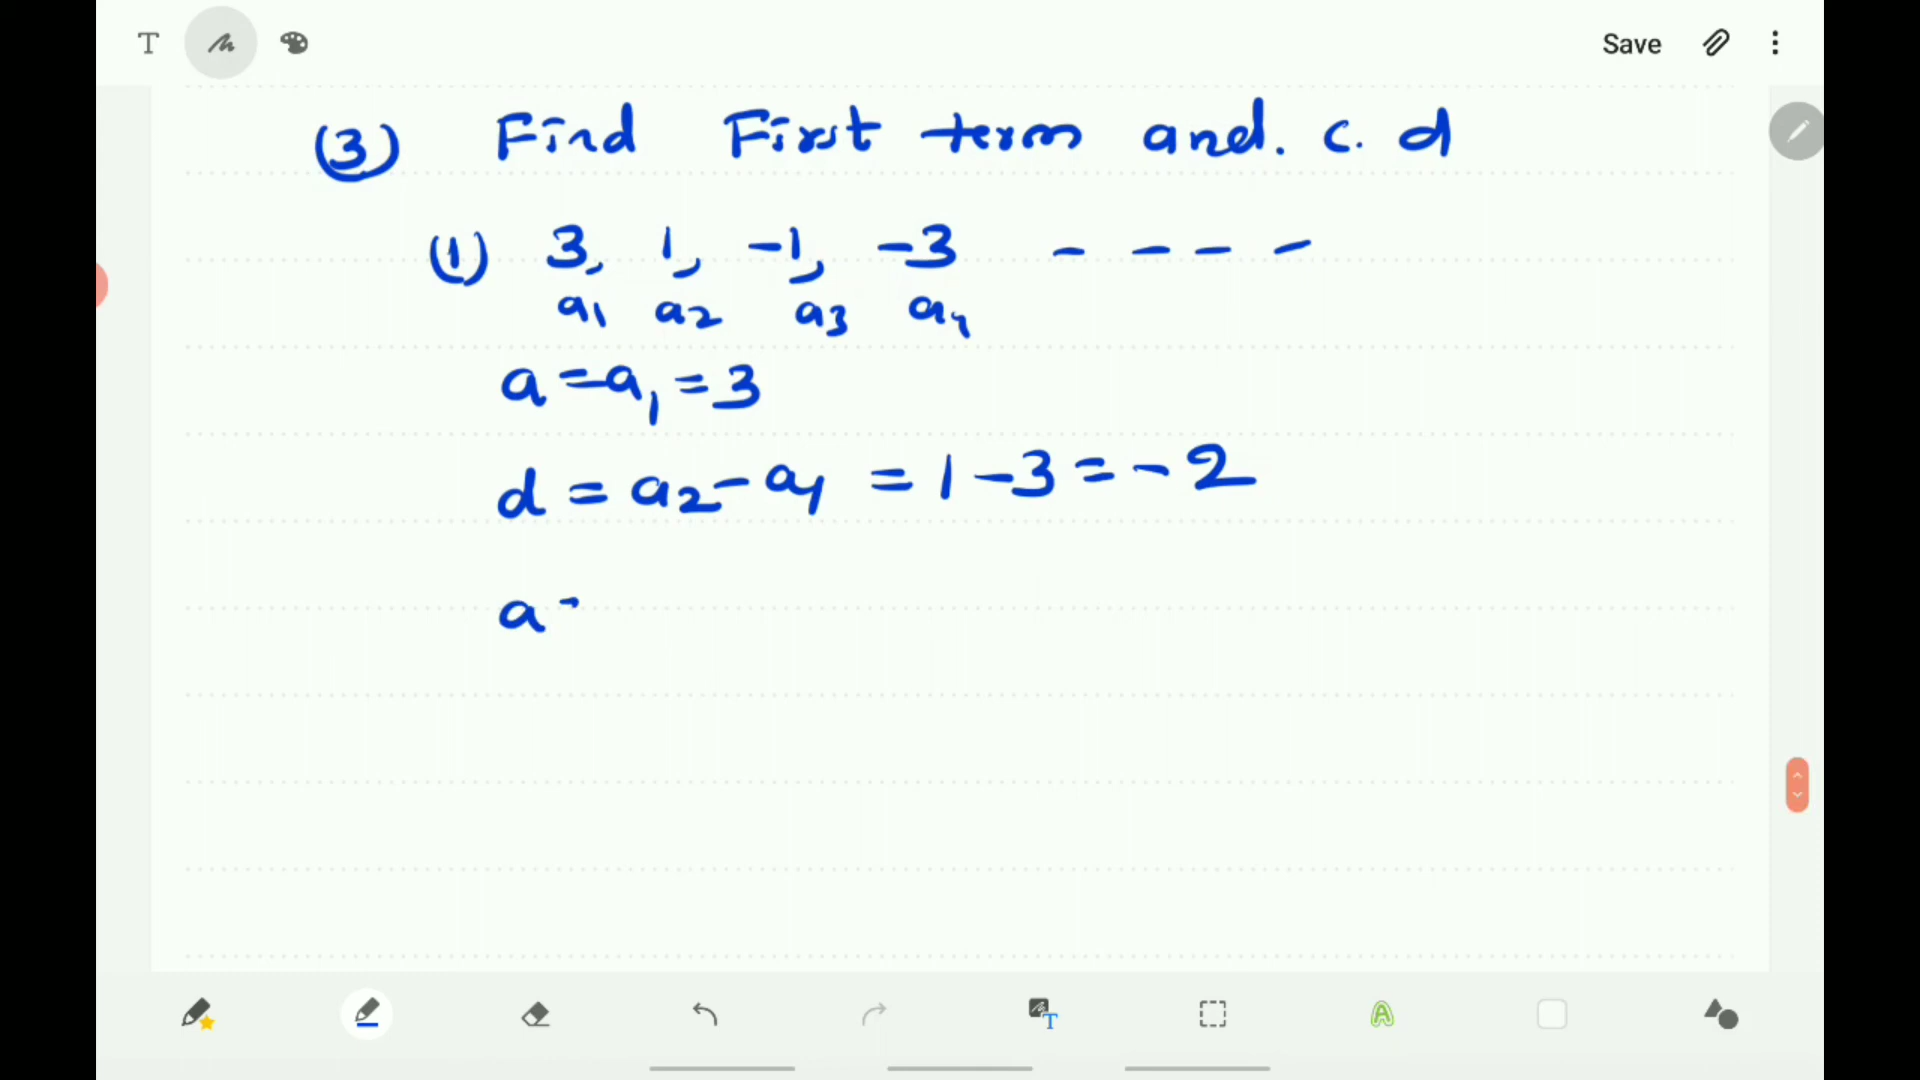 T
Save
(3) Find First term and. c. d
(1) 3, 1, -1, -3 - - - -
a1 a2 a3 a4
a = a1 = 3
d = a2 - a1 = 1 - 3 = - 2
a -
T
A